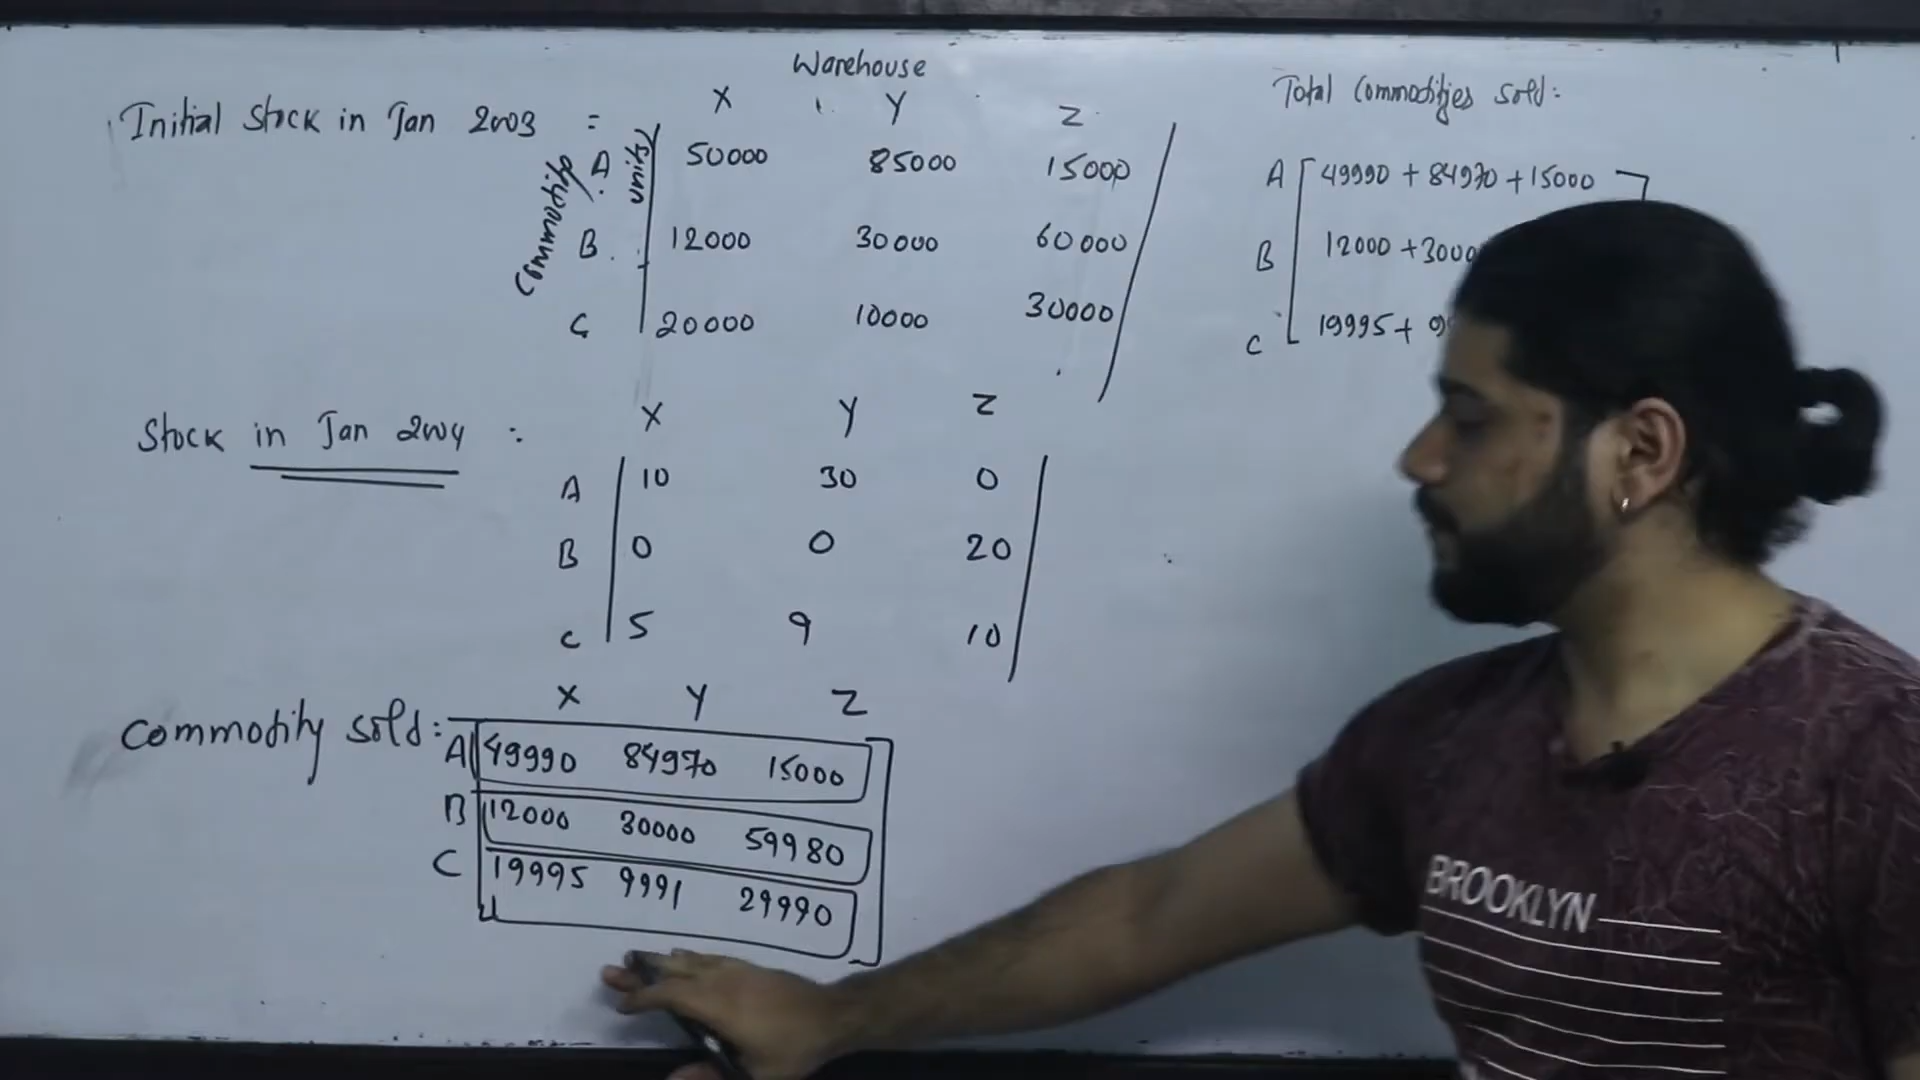 Warehouse
Initial stock in Jan 2003 =
X Y Z
Commodity
A 50000 85000 15000
B 12000 30000 60000
C 20000 10000 30000
Stock in Jan 2004 :
X Y Z
A 10 30 0
B 0 0 20
C 5 9 10
Commodity sold:
X Y Z
A 49990 84970 15000
B 12000 30000 59980
C 19995 9991 29990
Total Commodities sold:
A 49990 + 84970 + 15000
B 12000 +3000
C 19995+
BROOKLYN